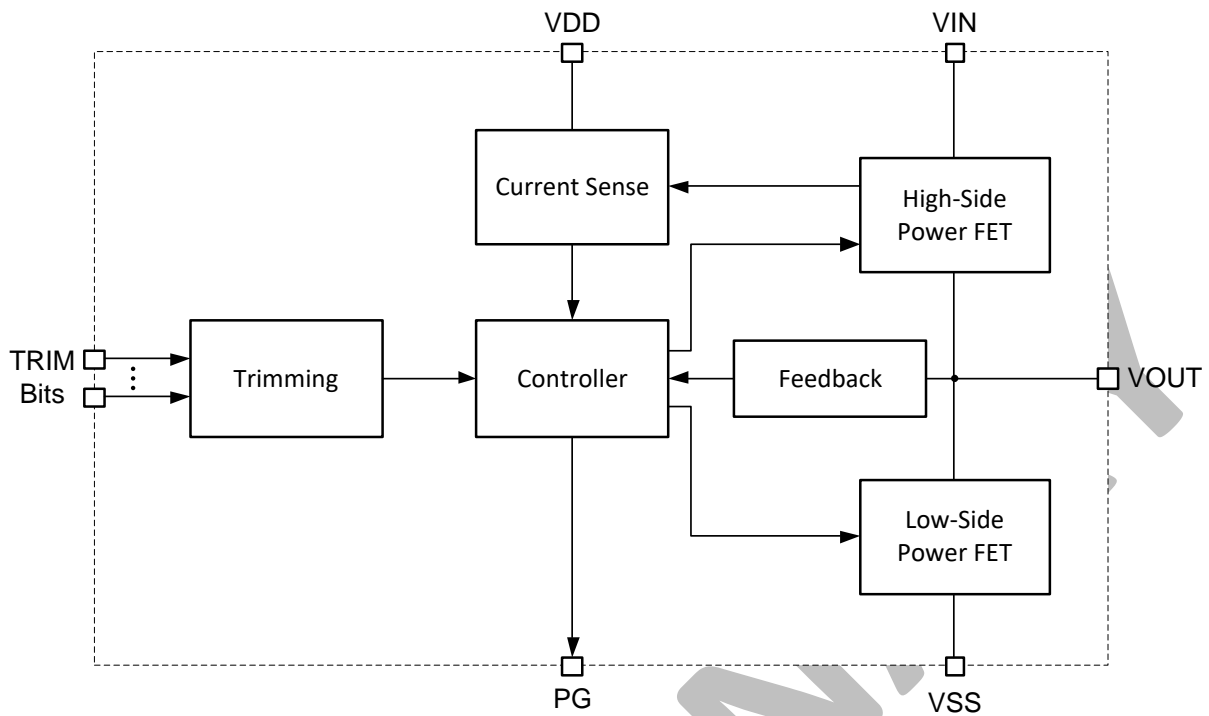 VDD
VIN
Current Sense
High-Side
Power FET
TRIM
Bits
Trimming
Controller
Feedback
VOUT
Low-Side
Power FET
PG
VSS